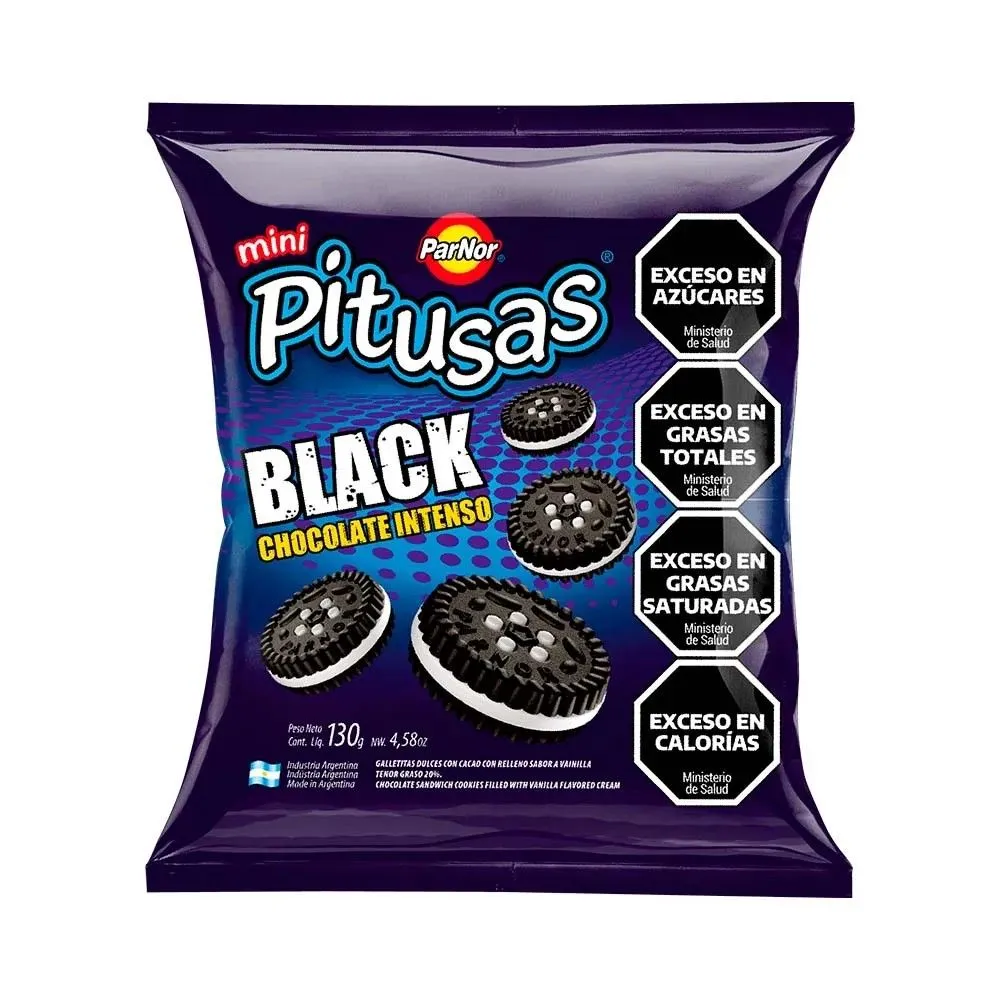 ParNor
mini
Pitusas
®
BLACK
CHOCOLATE INTENSO
EXCESO EN
AZÚCARES
Ministerio
de Salud
EXCESO EN
GRASAS
TOTALES
Ministerio
de Salud
EXCESO EN
GRASAS
SATURADAS
Ministerio
de Salud
EXCESO EN
CALORÍAS
Ministerio
de Salud
Peso Neto
Cont. Líq. 130g NW. 4,58oz
Industria Argentina
Indústria Argentina
Made in Argentina
GALLETITAS DULCES CON CACAO CON RELLENO SABOR A VAINILLA
TENOR GRASO 20%.
CHOCOLATE SANDWICH COOKIES FILLED WITH VANILLA FLAVORED CREAM